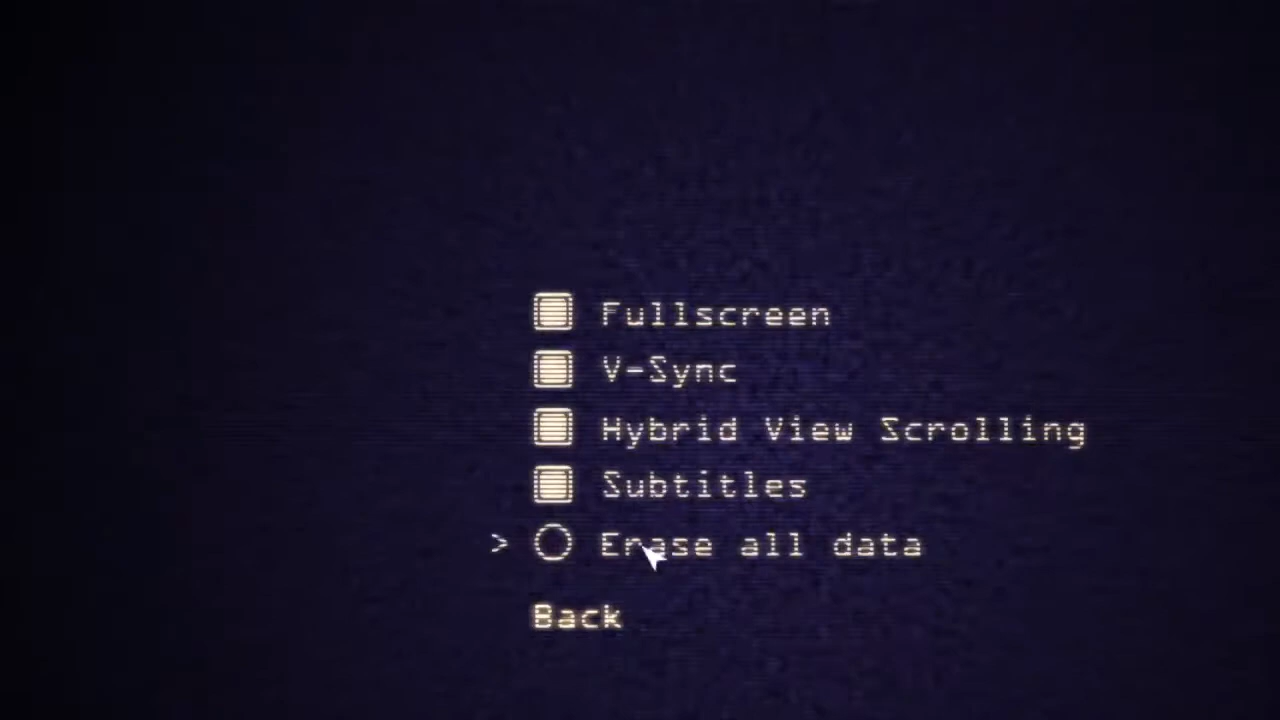 Fullscreen
V-Sync
Hybrid View Scrolling
Subtitles
> Erase all data
Back